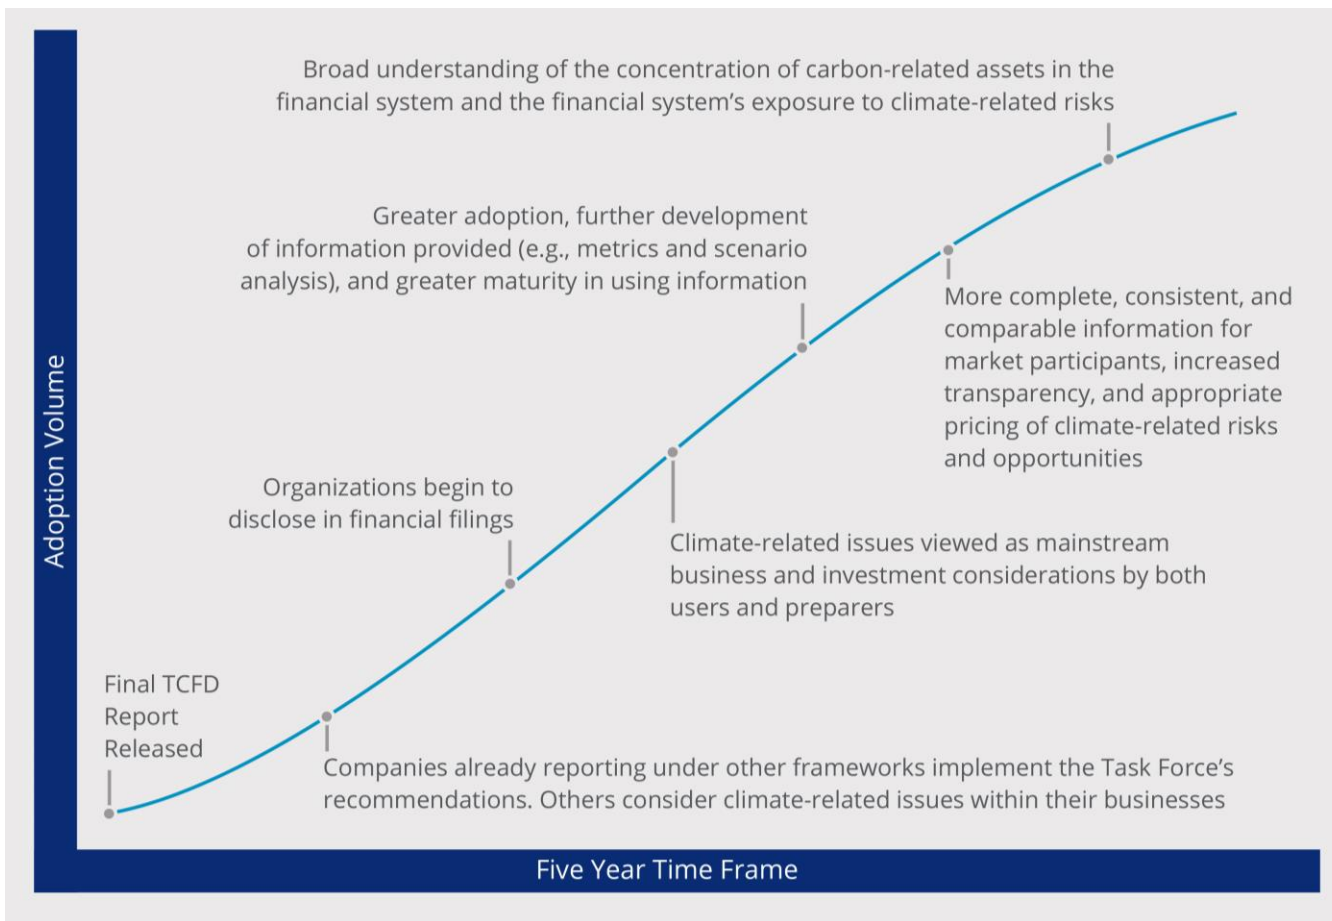 Broad understanding of the concentration of carbon-related assets in the
financial system and the financial system's exposure to climate-related risks
Greater adoption, further development
of information provided (e.g., metrics and scenario
analysis), and greater maturity in using information
More complete, consistent, and
comparable information for
market participants, increased
transparency, and appropriate
pricing of climate-related risks
and opportunities
Adoption Volume
Organizations begin to
disclose in financial filings
Climate-related issues viewed as mainstream
business and investment considerations by both
users and preparers
Final TCFD
Report
Released
Companies already reporting under other frameworks implement the Task Force's
recommendations. Others consider climate-related issues within their businesses
Five Year Time Frame